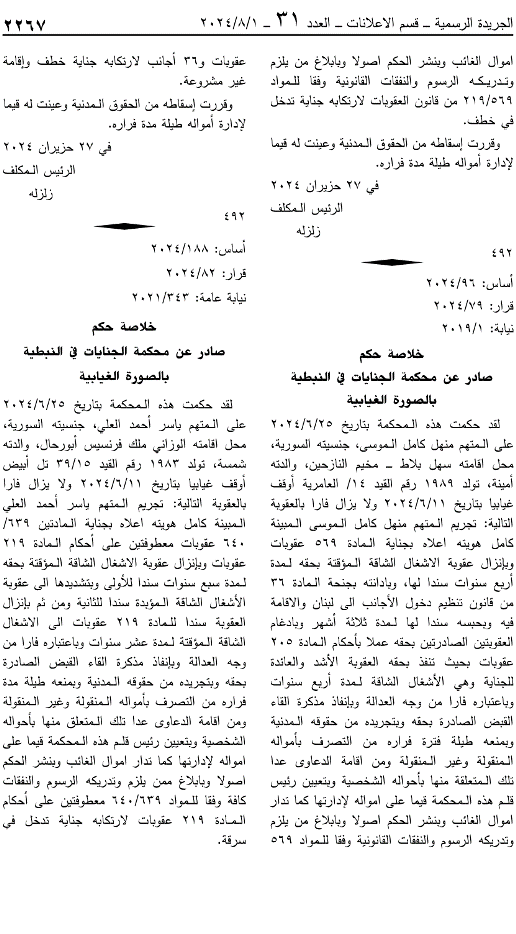 الجريدة الرسمية ـ قسم الاعلانات ـ العدد ٣١ ـ ٢٠٢٤/٨/١
٢٢٦٧
اموال الغائب وبنشر الحكم اصولا وبابلاغ من يلزم
وتدريكه الرسوم والنفقات القانونية وفقا للمواد
٢١٩/٥٦٩ من قانون العقوبات لارتكابه جناية تدخل
في خطف.
وقررت إسقاطه من الحقوق المدنية وعينت له قيما
لإدارة أمواله طيلة مدة فراره.
في ٢٧ حزيران ٢٠٢٤
الرئيس المكلف
زلزله
٤٩٢
أساس: ٢٠٢٤/٩٦
قرار: ٢٠٢٤/٧٩
نيابة: ٢٠١٩/١
خلاصة حكم
صادر عن محكمة الجنايات في النبطية
بالصورة الغيابية
لقد حكمت هذه المحكمة بتاريخ ٢٠٢٤/٦/٢٥
على المتهم منهل كامل الموسى، جنسيته السورية،
محل اقامته سهل بلاط ـ مخيم النازحين، والدته
أمينة، تولد ١٩٨٩ رقم القيد ١٤/ العامرية أوقف
غيابيا بتاريخ ٢٠٢٤/٦/١١ ولا يزال فارا بالعقوبة
التالية: تجريم المتهم منهل كامل الموسى المبينة
كامل هويته اعلاه بجناية المادة ٥٦٩ عقوبات
وبإنزال عقوبة الاشغال الشاقة المؤقتة بحقه لمدة
أربع سنوات سندا لها، وبادانته بجنحة المادة ٣٦
من قانون تنظيم دخول الأجانب الى لبنان والاقامة
فيه وبحبسه سندا لها لمدة ثلاثة أشهر وبادغام
العقوبتين الصادرتين بحقه عملا بأحكام المادة ٢٠٥
عقوبات بحيث تنفذ بحقه العقوبة الأشد والعائدة
للجناية وهي الأشغال الشاقة لمدة أربع سنوات
وباعتباره فارا من وجه العدالة وبإنفاذ مذكرة القاء
القبض الصادرة بحقه وبتجريده من حقوقه المدنية
وبمنعه طيلة فترة فراره من التصرف بأمواله
المنقولة وغير المنقولة ومن اقامة الدعاوى عدا
تلك المتعلقة منها بأحواله الشخصية وبتعيين رئيس
قلم هذه المحكمة قيما على امواله لإدارتها كما تدار
اموال الغائب وبنشر الحكم اصولا وبابلاغ من يلزم
وتدريكه الرسوم والنفقات القانونية وفقا للمواد ٥٦٩
عقوبات و٣٦ أجانب لارتكابه جناية خطف وإقامة
غير مشروعة.
وقررت إسقاطه من الحقوق المدنية وعينت له قيما
لإدارة أمواله طيلة مدة فراره.
في ٢٧ حزيران ٢٠٢٤
الرئيس المكلف
زلزله
٤٩٢
أساس: ٢٠٢٤/١٨٨
قرار: ٢٠٢٤/٨٢
نيابة عامة: ٢٠٢١/٣٤٣
خلاصة حكم
صادر عن محكمة الجنايات في النبطية
بالصورة الغيابية
لقد حكمت هذه المحكمة بتاريخ ٢٠٢٤/٦/٢٥
على المتهم ياسر أحمد العلي، جنسيته السورية،
محل اقامته الوزاني ملك فرنسيس أبورحال، والدته
شمسة، تولد ١٩٨٣ رقم القيد ٣٩/١٥ تل أبيض
أوقف غيابيا بتاريخ ٢٠٢٤/٦/١١ ولا يزال فارا
بالعقوبة التالية: تجريم المتهم ياسر أحمد العلي
المبينة كامل هويته اعلاه بجناية المادتين ٦٣٩/
٦٤٠ عقوبات معطوفتين على أحكام المادة ٢١٩
عقوبات وبإنزال عقوبة الاشغال الشاقة المؤقتة بحقه
لمدة سبع سنوات سندا للأولى وبتشديدها الى عقوبة
الأشغال الشاقة المؤبدة سندا للثانية ومن ثم بإنزال
العقوبة سندا للمادة ٢١٩ عقوبات الى الاشغال
الشاقة المؤقتة لمدة عشر سنوات وباعتباره فارا من
وجه العدالة وبإنفاذ مذكرة القاء القبض الصادرة
بحقه وبتجريده من حقوقه المدنية وبمنعه طيلة مدة
فراره من التصرف بأمواله المنقولة وغير المنقولة
ومن اقامة الدعاوى عدا تلك المتعلق منها بأحواله
الشخصية وبتعيين رئيس قلم هذه المحكمة قيما على
امواله لإدارتها كما تدار اموال الغائب وبنشر الحكم
اصولا وبابلاغ ممن يلزم وتدريكه الرسوم والنفقات
كافة وفقا للمواد ٦٤٠/٦٣٩ معطوفتين على أحكام
المادة ٢١٩ عقوبات لارتكابه جناية تدخل في
سرقة.